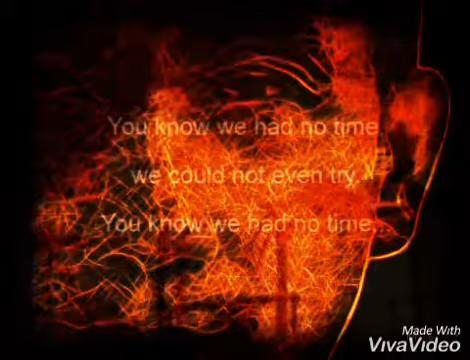 You know we had no time
we could not even try.
You know we had no time.
Made With
VivaVideo